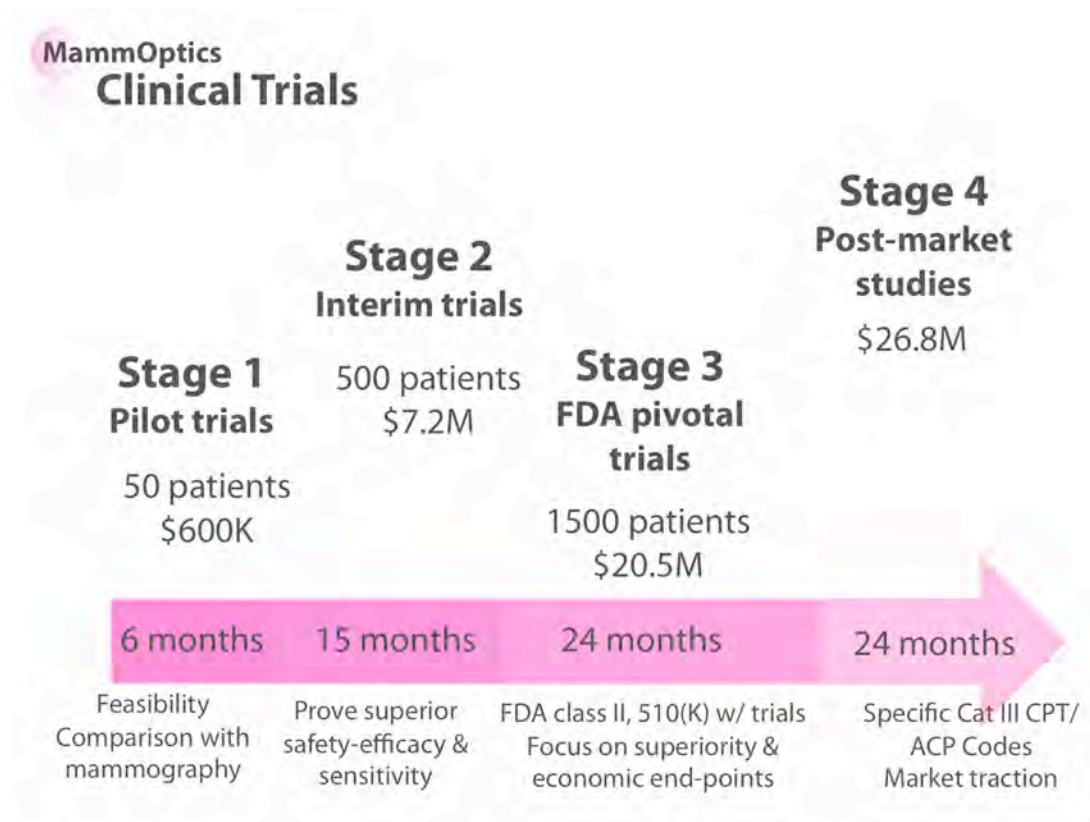 MammOptics
Clinical Trials
Stage 1
Pilot trials
50 patients
$600K
Stage 2
Interim trials
500 patients
$7.2M
Stage 3
FDA pivotal
trials
1500 patients
$20.5M
Stage 4
Post-market
studies
$26.8M
6 months
15 months
24 months
24 months
Feasibility
Comparison with
mammography
Prove superior
safety-efficacy &
sensitivity
FDA class II, 510(K) w/ trials
Focus on superiority &
economic end-points
Specific Cat III CPT/
ACP Codes
Market traction